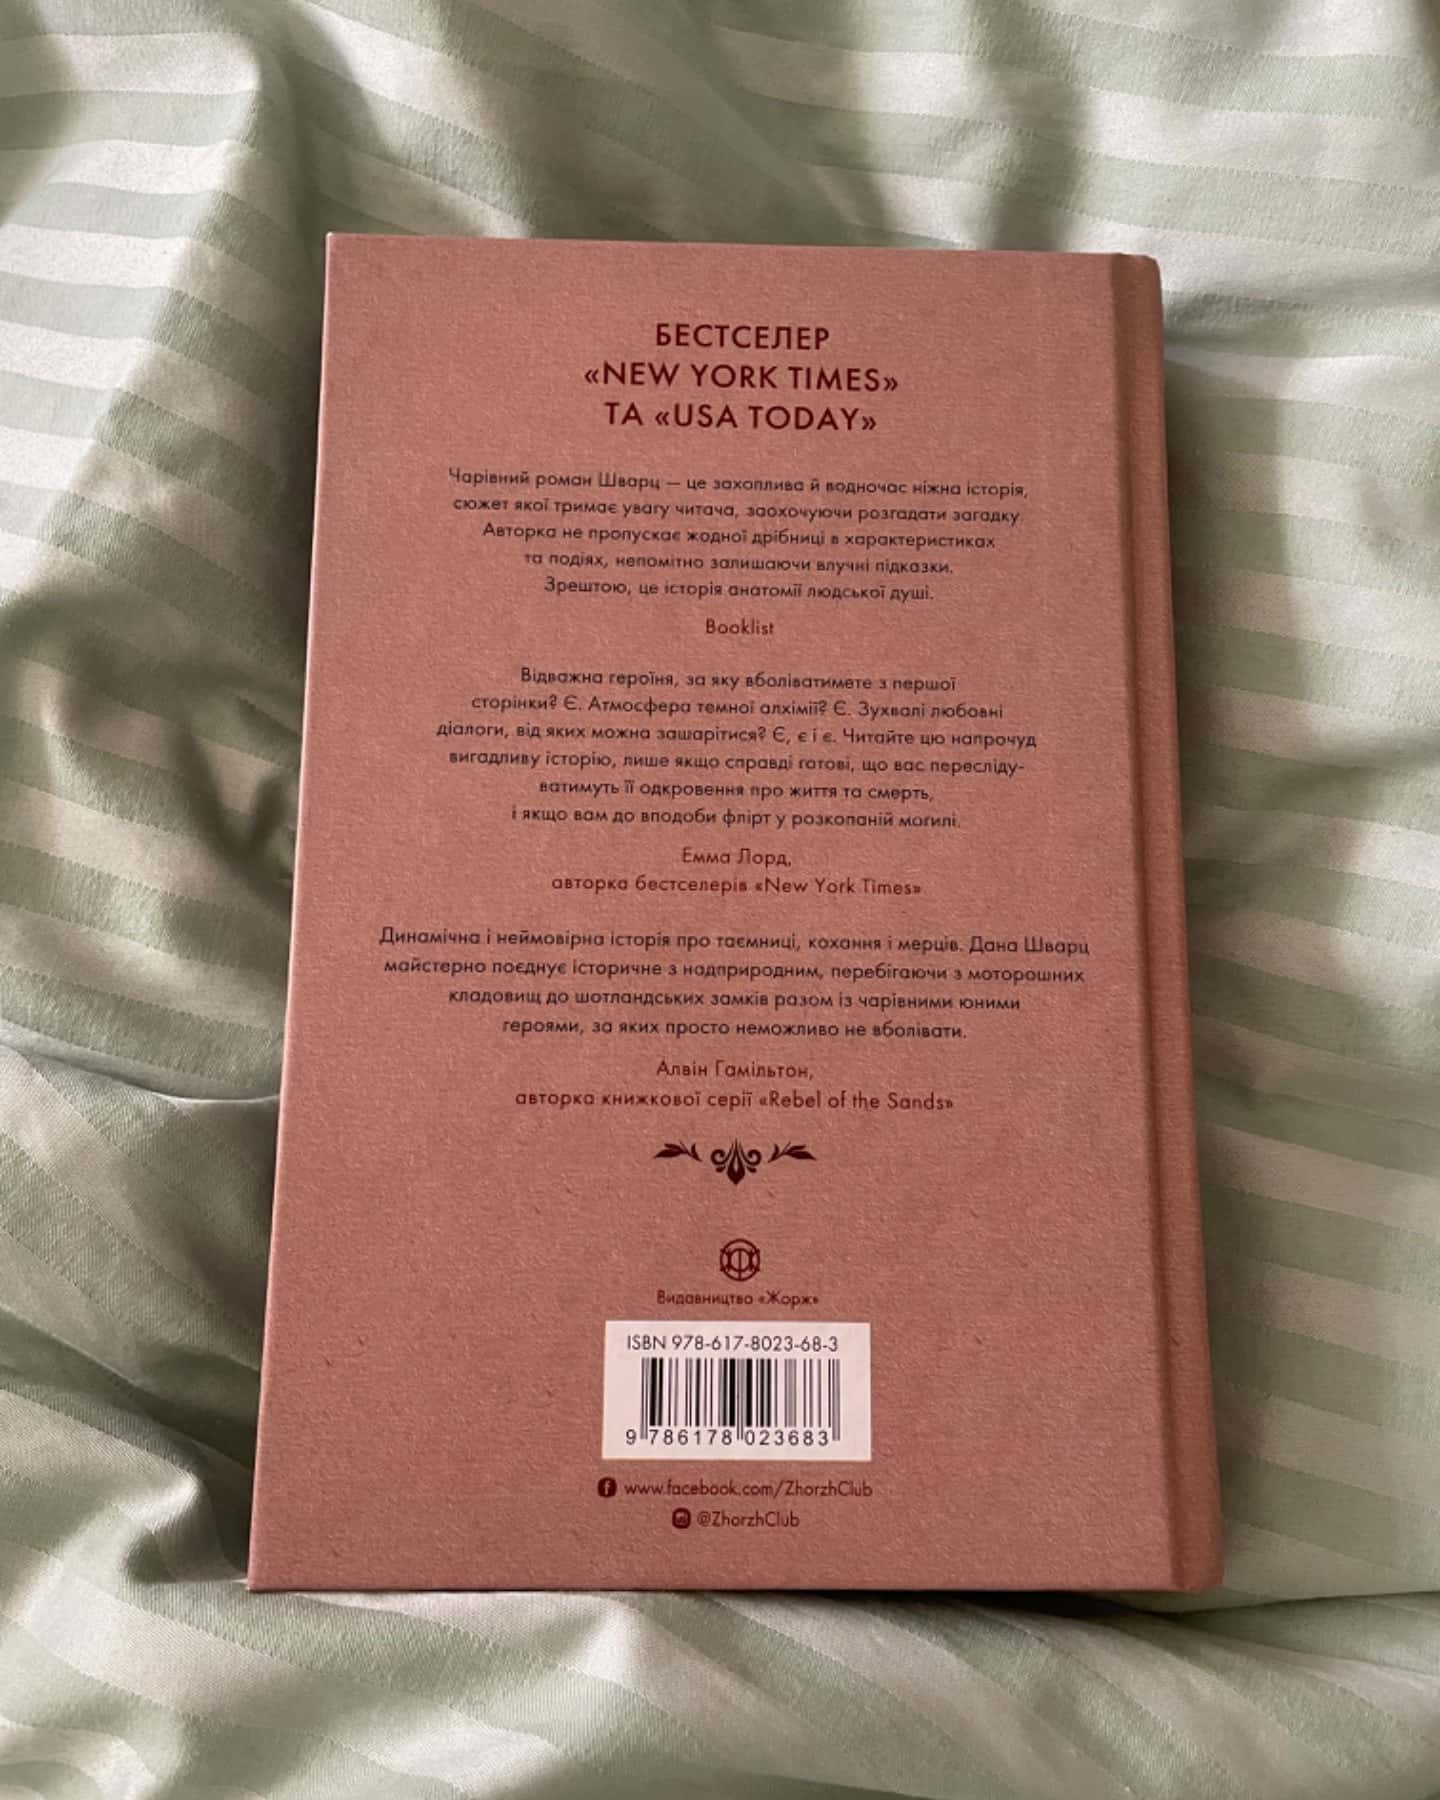 БЕСТСЕЛЕР
«NEW YORK TIMES»
ТА «USA TODAY»
Чарівний роман Шварц — це захоплива й водночас ніжна історія,
сюжет якої тримає увагу читача, заохочуючи розгадати загадку.
Авторка не пропускає жодної дрібниці в характеристиках
та подіях, непомітно залишаючи влучні підказки.
Зрештою, це історія анатомії людської душі.
Booklist
Відважна героїня, за яку вболіватимете з першої
сторінки? Є. Атмосфера темної алхімії? Є. Зухвалі любовні
діалоги, від яких можна зашарітися? Є, є і є. Читайте цю напрочуд
вигадливу історію, лише якщо справді готові, що вас пересліду-
ватимуть її одкровення про життя та смерть,
і якщо вам до вподоби флірт у розкопаній могилі.
Емма Лорд,
авторка бестселерів «New York Times»
Динамічна і неймовірна історія про таємниці, кохання і мерців. Дана Шварц
майстерно поєднує історичне з надприродним, перебігаючи з моторошних
кладовищ до шотландських замків разом із чарівними юними
героями, за яких просто неможливо не вболівати.
Алвін Гамільтон,
авторка книжкової серії «Rebel of the Sands»
Видавництво «Жорж»
ISBN 978-617-8023-68-3
9 786178 023683
www.facebook.com/ZhorzhClub
@ZhorzhClub